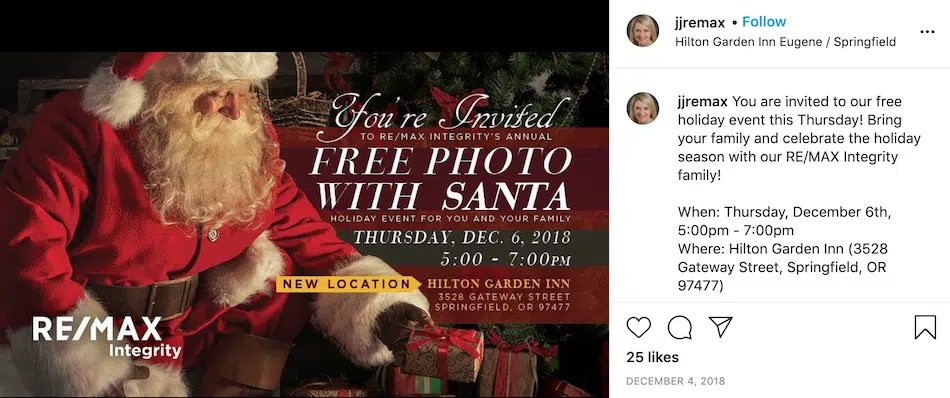 You're Invited
TO RE/MAX INTEGRITY'S ANNUAL
FREE PHOTO
WITH SANTA
HOLIDAY EVENT FOR YOU AND YOUR FAMILY
THURSDAY, DEC. 6, 2018
5:00 - 7:00PM
NEW LOCATION
HILTON GARDEN INN
3528 GATEWAY STREET
SPRINGFIELD, OR 97477
RE/MAX
Integrity
jjremax • Follow
Hilton Garden Inn Eugene / Springfield
jjremax You are invited to our free
holiday event this Thursday! Bring
your family and celebrate the holiday
season with our RE/MAX Integrity
family!
When: Thursday, December 6th,
5:00pm - 7:00pm
Where: Hilton Garden Inn (3528
Gateway Street, Springfield, OR
97477)
25 likes
DECEMBER 4, 2018